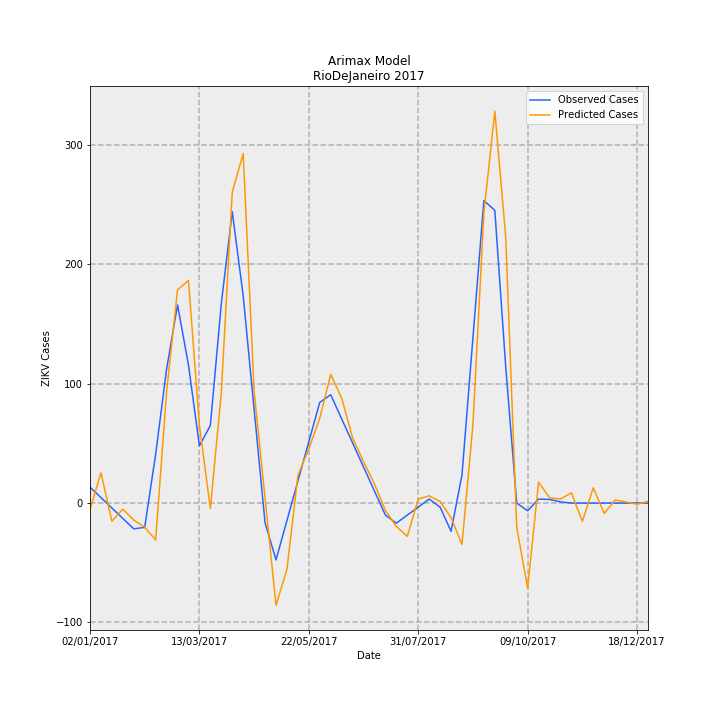 Arimax Model
RioDeJaneiro 2017
Observed Cases
Predicted Cases
ZIKV Cases
300
200
100
0
−100
02/01/2017 13/03/2017 22/05/2017 31/07/2017 09/10/2017 18/12/2017
Date